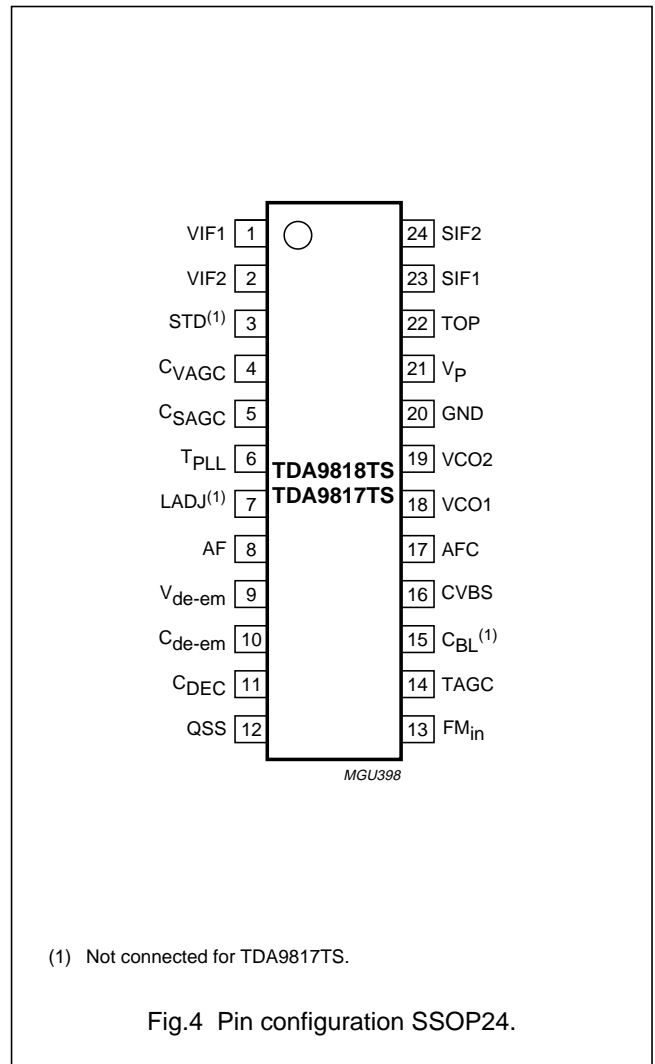 VIF1 1 24 SIF2
VIF2 2 23 SIF1
STD(1) 3 22 TOP
CVAGC 4 21 VP
CSAGC 5 20 GND
TPLL 6 19 VCO2
TDA9818TS
LADJ(1) 7 18 VCO1
TDA9817TS
AF 8 17 AFC
Vde-em 9 16 CVBS
Cde-em 10 15 CBL(1)
CDEC 11 14 TAGC
QSS 12 13 FMin
MGU398
(1) Not connected for TDA9817TS.
Fig.4 Pin configuration SSOP24.